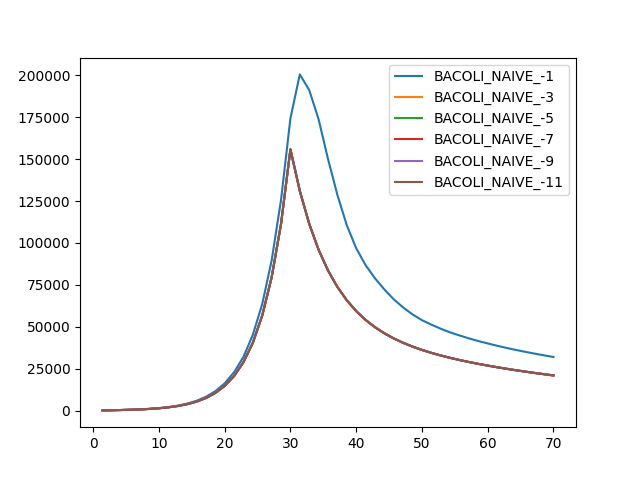 200000
175000
150000
125000
100000
75000
50000
25000
0
0 10 20 30 40 50 60 70
BACOLI_NAIVE_-1
BACOLI_NAIVE_-3
BACOLI_NAIVE_-5
BACOLI_NAIVE_-7
BACOLI_NAIVE_-9
BACOLI_NAIVE_-11